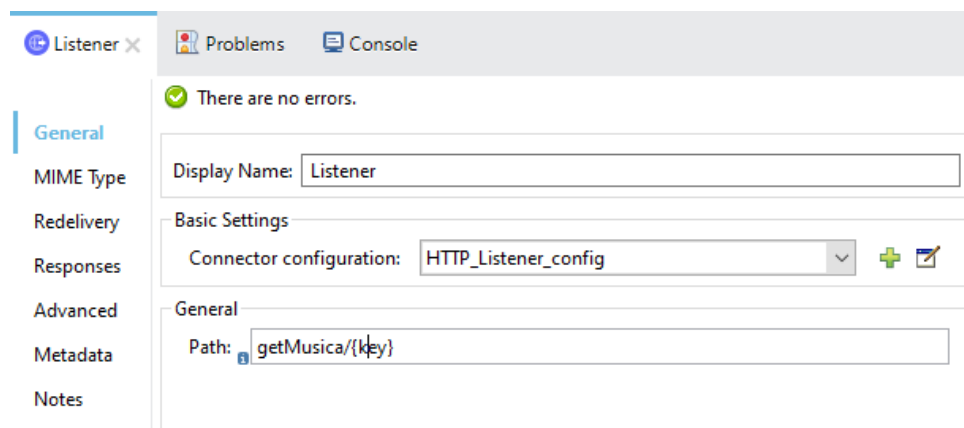 Listener Problems Console
There are no errors.
General
Display Name: Listener
MIME Type
Redelivery
Basic Settings
Connector configuration: HTTP_Listener_config
Responses
Advanced
General
Path: getMusica/{key}
Metadata
Notes